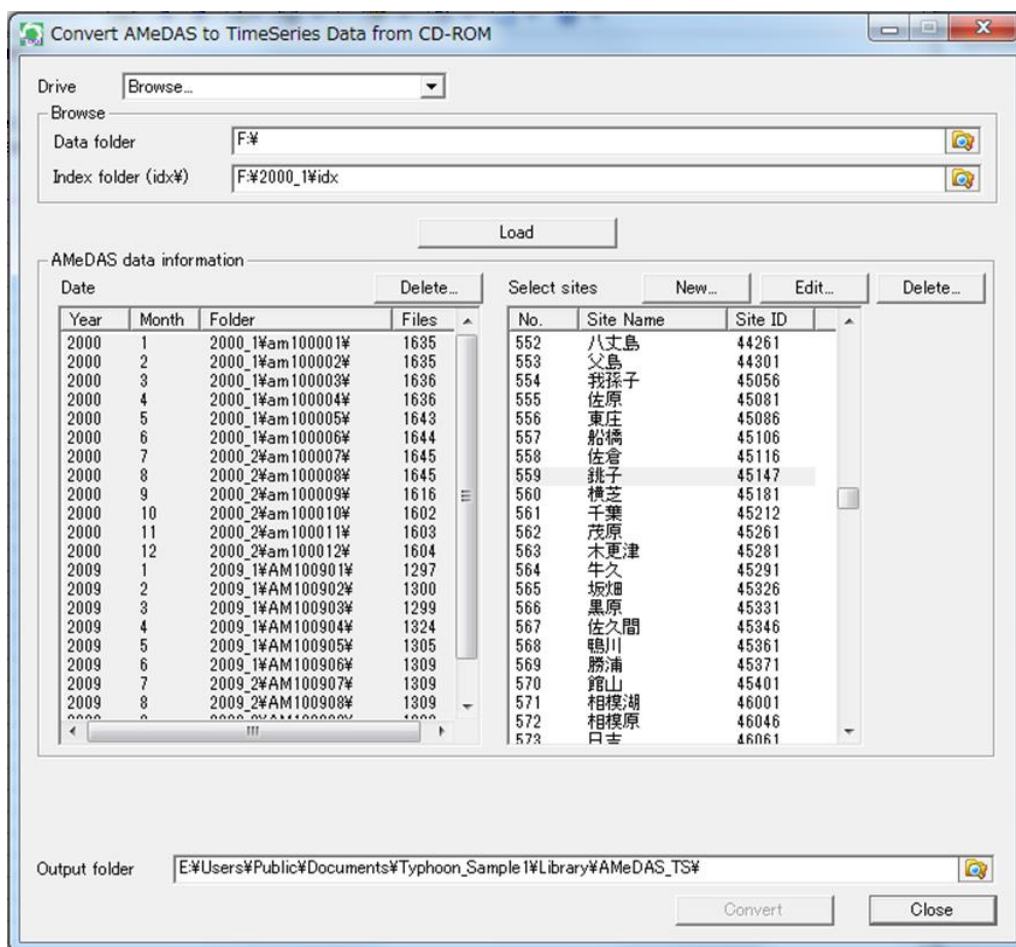 Convert AMeDAS to TimeSeries Data from CD-ROM
Drive Browse...
Browse
Data folder F:¥
Index folder (idx¥) F:¥2000_1¥idx
Load
AMeDAS data information
Date Delete... Select sites New... Edit... Delete...
Year Month Folder Files No. Site Name Site ID
2000 1 2000_1¥am100001¥ 1635 552 八丈島 44261
2000 2 2000_1¥am100002¥ 1635 553 父島 44301
2000 3 2000_1¥am100003¥ 1636 554 我孫子 45056
2000 4 2000_1¥am100004¥ 1636 555 佐原 45081
2000 5 2000_1¥am100005¥ 1643 556 東庄 45086
2000 6 2000_1¥am100006¥ 1644 557 船橋 45106
2000 7 2000_2¥am100007¥ 1645 558 佐倉 45116
2000 8 2000_2¥am100008¥ 1645 559 銚子 45147
2000 9 2000_2¥am100009¥ 1616 560 横芝 45181
2000 10 2000_2¥am100010¥ 1602 561 千葉 45212
2000 11 2000_2¥am100011¥ 1603 562 茂原 45261
2000 12 2000_2¥am100012¥ 1604 563 木更津 45281
2009 1 2009_1¥AM100901¥ 1297 564 牛久 45291
2009 2 2009_1¥AM100902¥ 1300 565 坂畑 45326
2009 3 2009_1¥AM100903¥ 1299 566 黒原 45331
2009 4 2009_1¥AM100904¥ 1324 567 佐久間 45346
2009 5 2009_1¥AM100905¥ 1305 568 鴨川 45361
2009 6 2009_1¥AM100906¥ 1309 569 勝浦 45371
2009 7 2009_2¥AM100907¥ 1309 570 館山 45401
2009 8 2009_2¥AM100908¥ 1309 571 相模湖 46001
572 相模原 46046
573 日吉 46061
Output folder E:¥Users¥Public¥Documents¥Typhoon_Sample1¥Library¥AMeDAS_TS¥
Convert Close